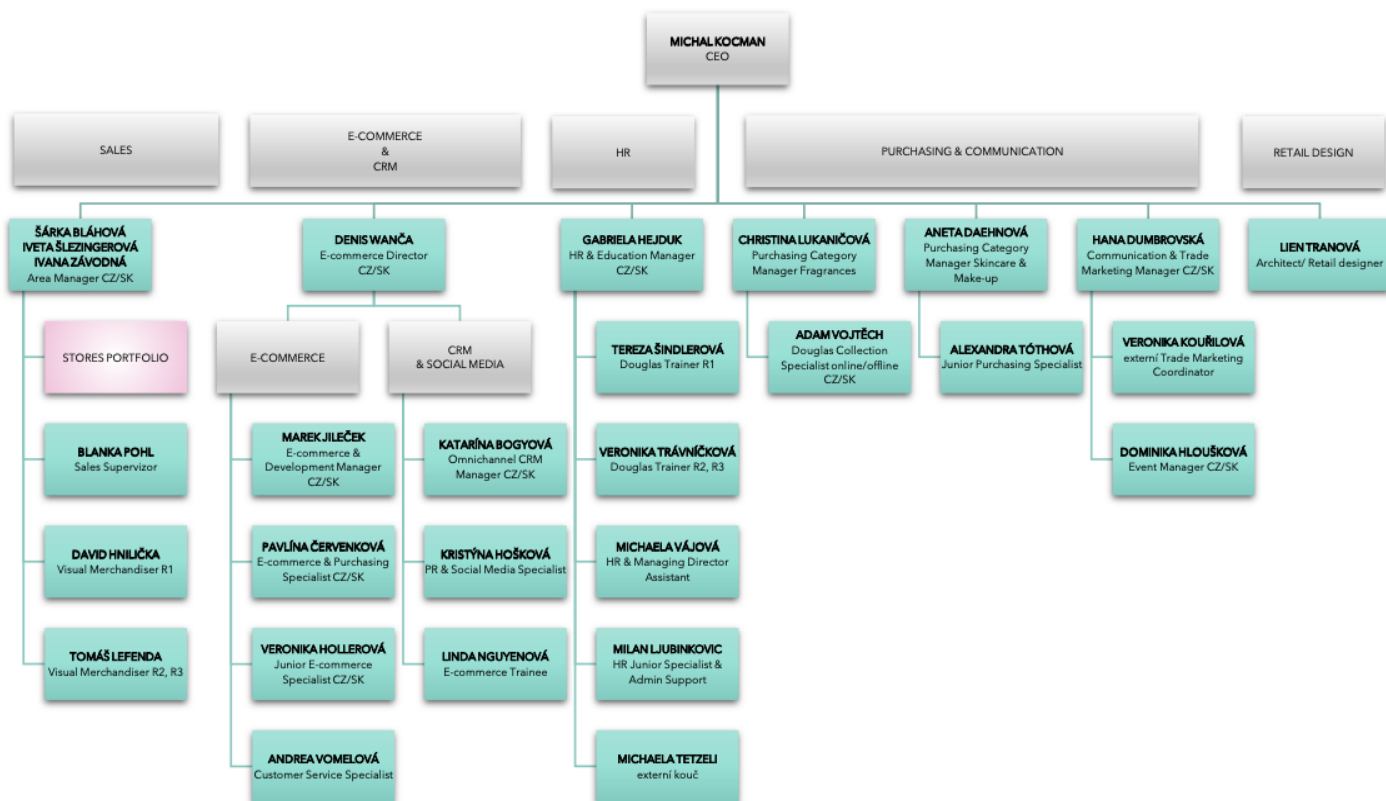 MICHAL KOCMAN
CEO
SALES
E-COMMERCE
&
CRM
HR
PURCHASING & COMMUNICATION
RETAIL DESIGN
ŠÁRKA BLÁHOVÁ
IVETA ŠLEZINGEROVÁ
IVANA ZÁVODNÁ
Area Manager CZ/SK
DENIS WANČA
E-commerce Director
CZ/SK
GABRIELA HEJDUK
HR & Education Manager
CZ/SK
CHRISTINA LUKANIČOVÁ
Purchasing Category
Manager Fragrances
ANETA DAEHNOVÁ
Purchasing Category
Manager Skincare &
Make-up
HANA DUMBROVSKÁ
Communication & Trade
Marketing Manager CZ/SK
LIEN TRANOVÁ
Architect/ Retail designer
STORES PORTFOLIO
E-COMMERCE
CRM
& SOCIAL MEDIA
TEREZA ŠINDLEROVÁ
Douglas Trainer R1
ADAM VOJTĚCH
Douglas Collection
Specialist online/offline
CZ/SK
ALEXANDRA TÓTHOVÁ
Junior Purchasing Specialist
VERONIKA KOUŘILOVÁ
externí Trade Marketing
Coordinator
BLANKA POHL
Sales Supervizor
MAREK JILEČEK
E-commerce &
Development Manager
CZ/SK
KATARÍNA BOGYOVÁ
Omnichannel CRM
Manager CZ/SK
VERONIKA TRÁVNÍČKOVÁ
Douglas Trainer R2, R3
DOMINIKA HLOUŠKOVÁ
Event Manager CZ/SK
DAVID HNILIČKA
Visual Merchandiser R1
PAVLÍNA ČERVENKOVÁ
E-commerce & Purchasing
Specialist CZ/SK
KRISTÝNA HOŠKOVÁ
PR & Social Media Specialist
MICHAELA VÁJOVÁ
HR & Managing Director
Assistant
TOMÁŠ LEFENDA
Visual Merchandiser R2, R3
VERONIKA HOLLEROVÁ
Junior E-commerce
Specialist CZ/SK
LINDA NGUYENOVÁ
E-commerce Trainee
MILAN LJUBINKOVIC
HR Junior Specialist &
Admin Support
ANDREA VOMELOVÁ
Customer Service Specialist
MICHAELA TETZELI
externí kouč